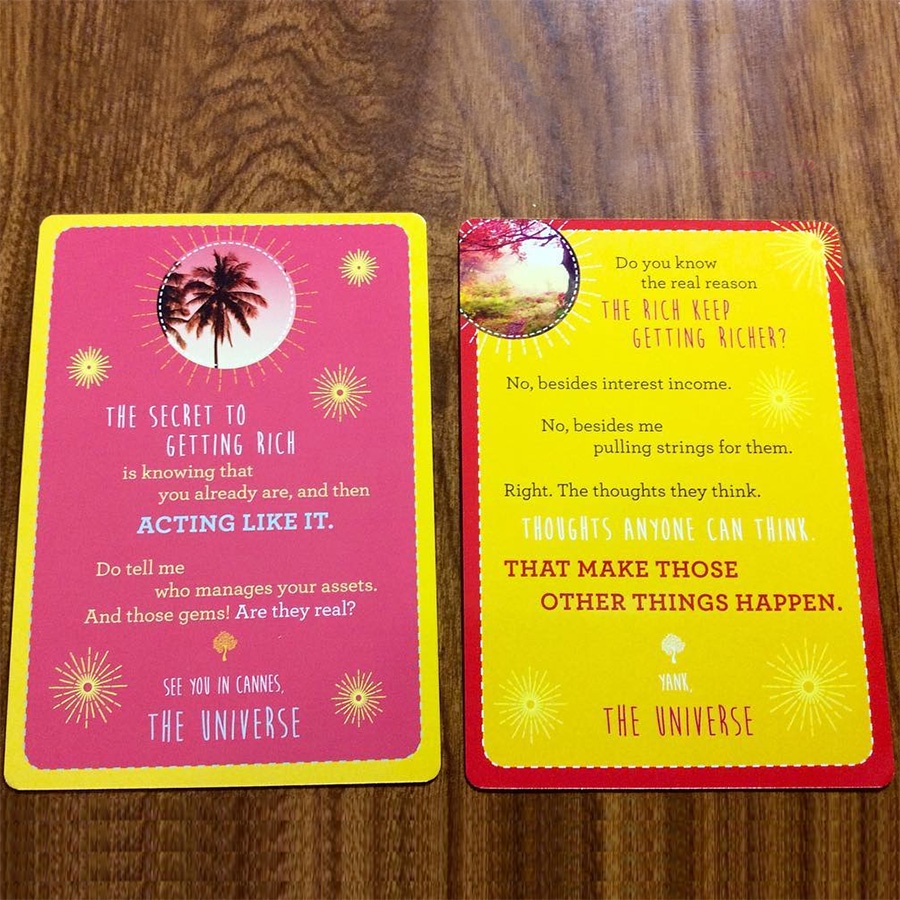 THE SECRET TO
GETTING RICH
is knowing that
you already are, and then
ACTING LIKE IT.
Do tell me
who manages your assets.
And those gems! Are they real?
SEE YOU IN CANNES,
THE UNIVERSE
Do you know
the real reason
THE RICH KEEP
GETTING RICHER?
No, besides interest income.
No, besides me
pulling strings for them.
Right. The thoughts they think.
THOUGHTS ANYONE CAN THINK.
THAT MAKE THOSE
OTHER THINGS HAPPEN.
YANK,
THE UNIVERSE